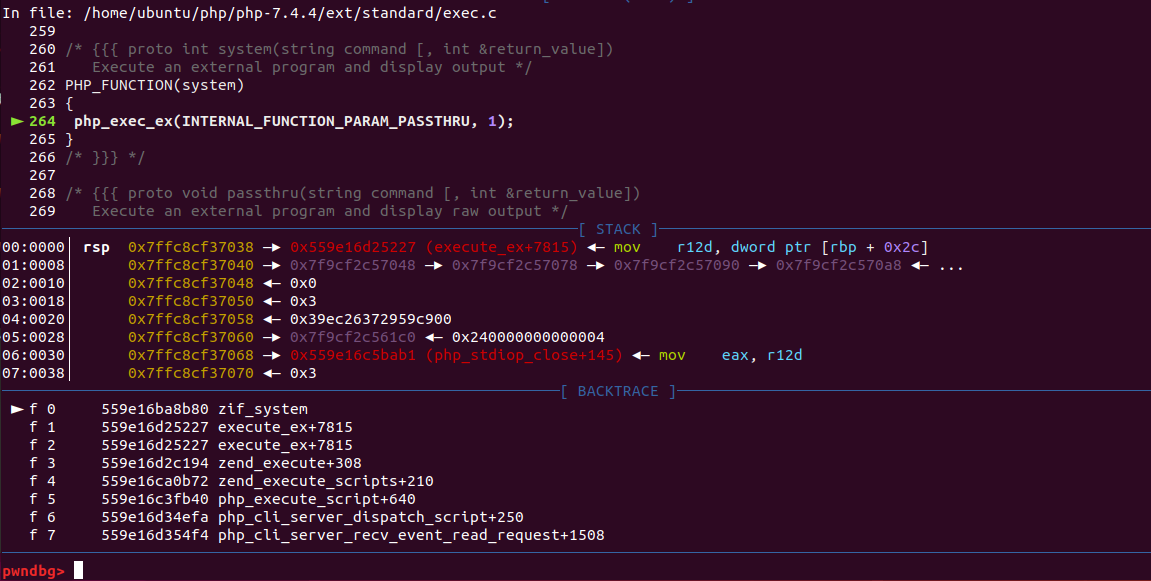 In file: /home/ubuntu/php/php-7.4.4/ext/standard/exec.c
259
260 /* {{{ proto int system(string command [, int &return_value])
261    Execute an external program and display output */
262 PHP_FUNCTION(system)
263 {
► 264  php_exec_ex(INTERNAL_FUNCTION_PARAM_PASSTHRU, 1);
265 }
266 /* }}} */
267
268 /* {{{ proto void passthru(string command [, int &return_value])
269    Execute an external program and display raw output */
[ STACK ]
00:0000│ rsp  0x7ffc8cf37038 —▸ 0x559e16d25227 (execute_ex+7815) ◂— mov    r12d, dword ptr [rbp + 0x2c]
01:0008│      0x7ffc8cf37040 —▸ 0x7f9cf2c57048 —▸ 0x7f9cf2c57078 —▸ 0x7f9cf2c57090 —▸ 0x7f9cf2c570a8 ◂— ...
02:0010│      0x7ffc8cf37048 ◂— 0x0
03:0018│      0x7ffc8cf37050 ◂— 0x3
04:0020│      0x7ffc8cf37058 ◂— 0x39ec26372959c900
05:0028│      0x7ffc8cf37060 —▸ 0x7f9cf2c561c0 ◂— 0x240000000000004
06:0030│      0x7ffc8cf37068 —▸ 0x559e16c5bab1 (php_stdiop_close+145) ◂— mov    eax, r12d
07:0038│      0x7ffc8cf37070 ◂— 0x3
[ BACKTRACE ]
► f 0     559e16ba8b80 zif_system
f 1     559e16d25227 execute_ex+7815
f 2     559e16d25227 execute_ex+7815
f 3     559e16d2c194 zend_execute+308
f 4     559e16ca0b72 zend_execute_scripts+210
f 5     559e16c3fb40 php_execute_script+640
f 6     559e16d34efa php_cli_server_dispatch_script+250
f 7     559e16d354f4 php_cli_server_recv_event_read_request+1508
pwndbg>